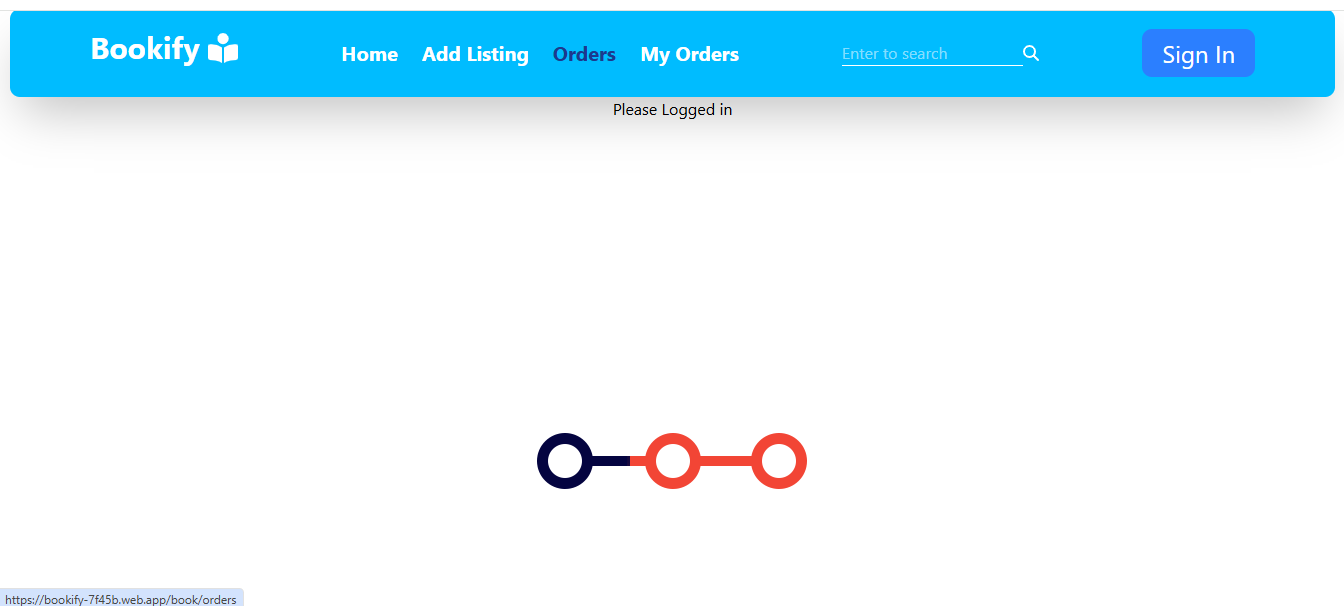 Bookify
Home Add Listing Orders My Orders
Enter to search
Sign In
Please Logged in
https://bookify-7f45b.web.app/book/orders